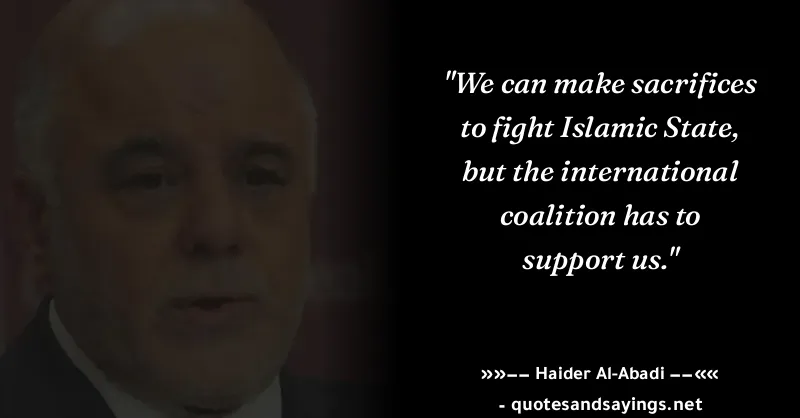 "We can make sacrifices
to fight Islamic State,
but the international
coalition has to
support us."
»»–– Haider Al-Abadi ––««
- quotesandsayings.net